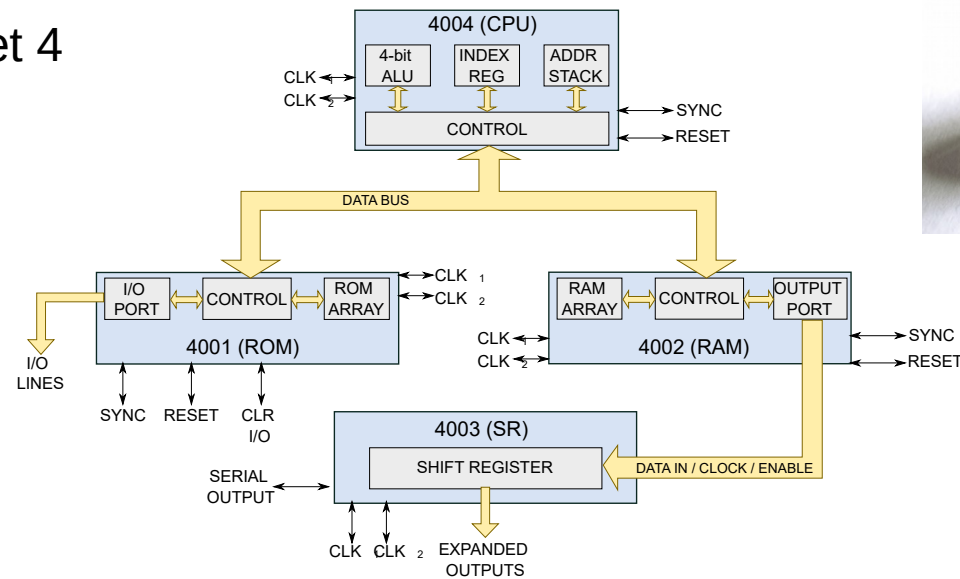 et 4
4004 (CPU)
4-bit
ALU
INDEX
REG
ADDR
STACK
CLK 1
CLK 2
CONTROL
SYNC
RESET
DATA BUS
I/O
PORT
CONTROL
ROM
ARRAY
CLK 1
CLK 2
4001 (ROM)
I/O
LINES
SYNC
RESET
CLR
I/O
RAM
ARRAY
CONTROL
OUTPUT
PORT
CLK 1
CLK 2
4002 (RAM)
SYNC
RESET
4003 (SR)
SHIFT REGISTER
DATA IN / CLOCK / ENABLE
SERIAL
OUTPUT
CLK 1
CLK 2
EXPANDED
OUTPUTS